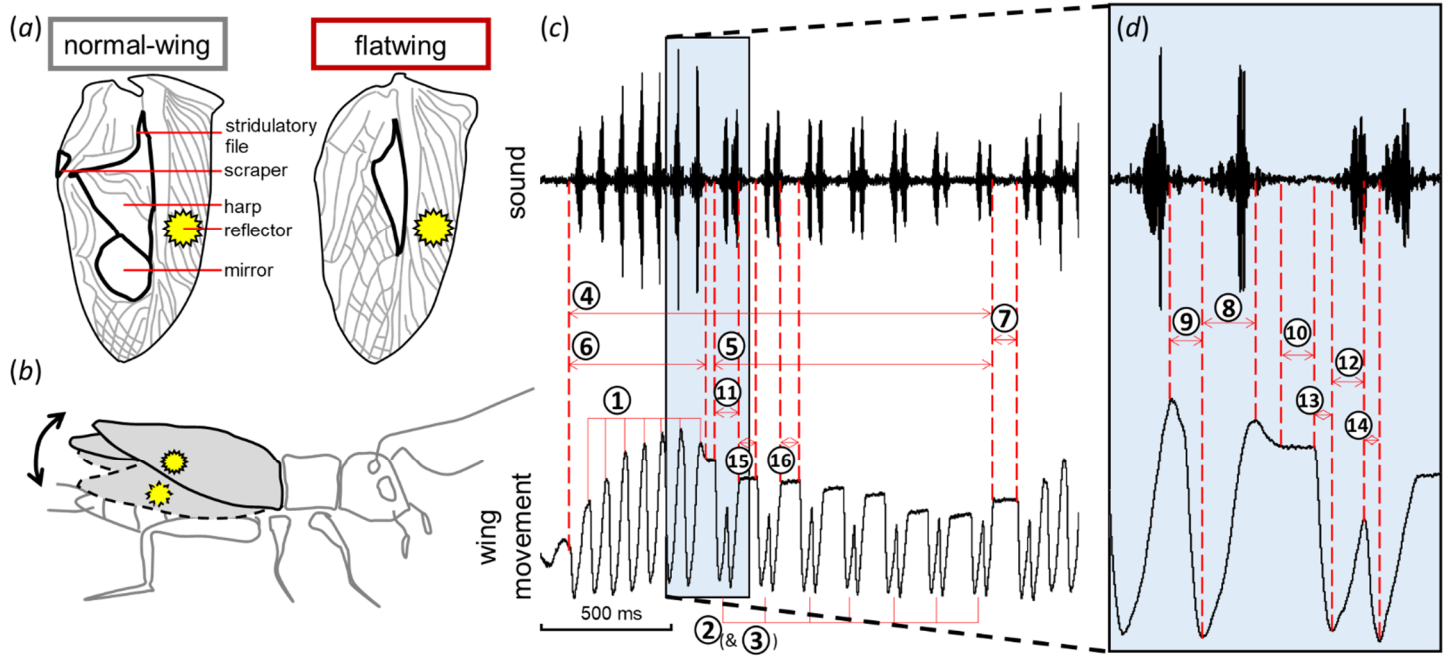 (a)
normal-wing
flatwing
stridulatory
file
scraper
harp
reflector
mirror
(b)
(c)
sound
4
7
6
5
11
1
15
16
wing
movement
500 ms
2 (& 3)
(d)
9
8
10
12
13
14